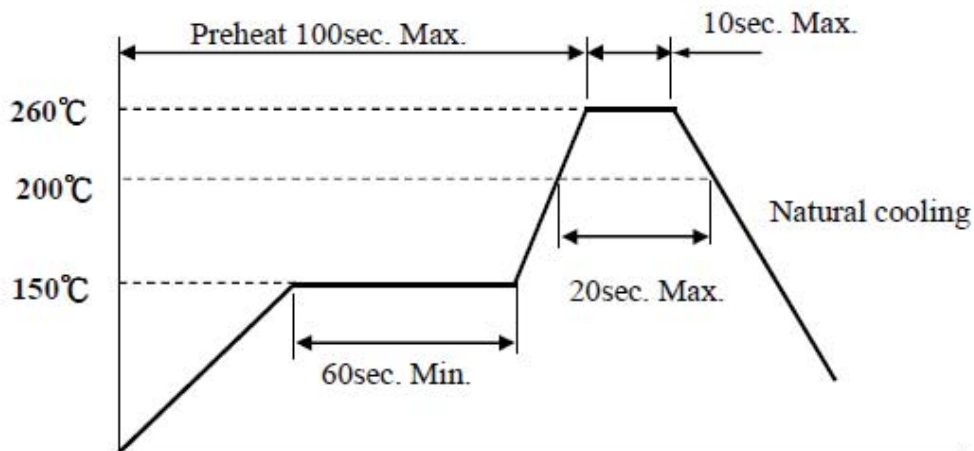 Preheat 100sec. Max.
10sec. Max.
260℃
200℃
Natural cooling
150℃
20sec. Max.
60sec. Min.